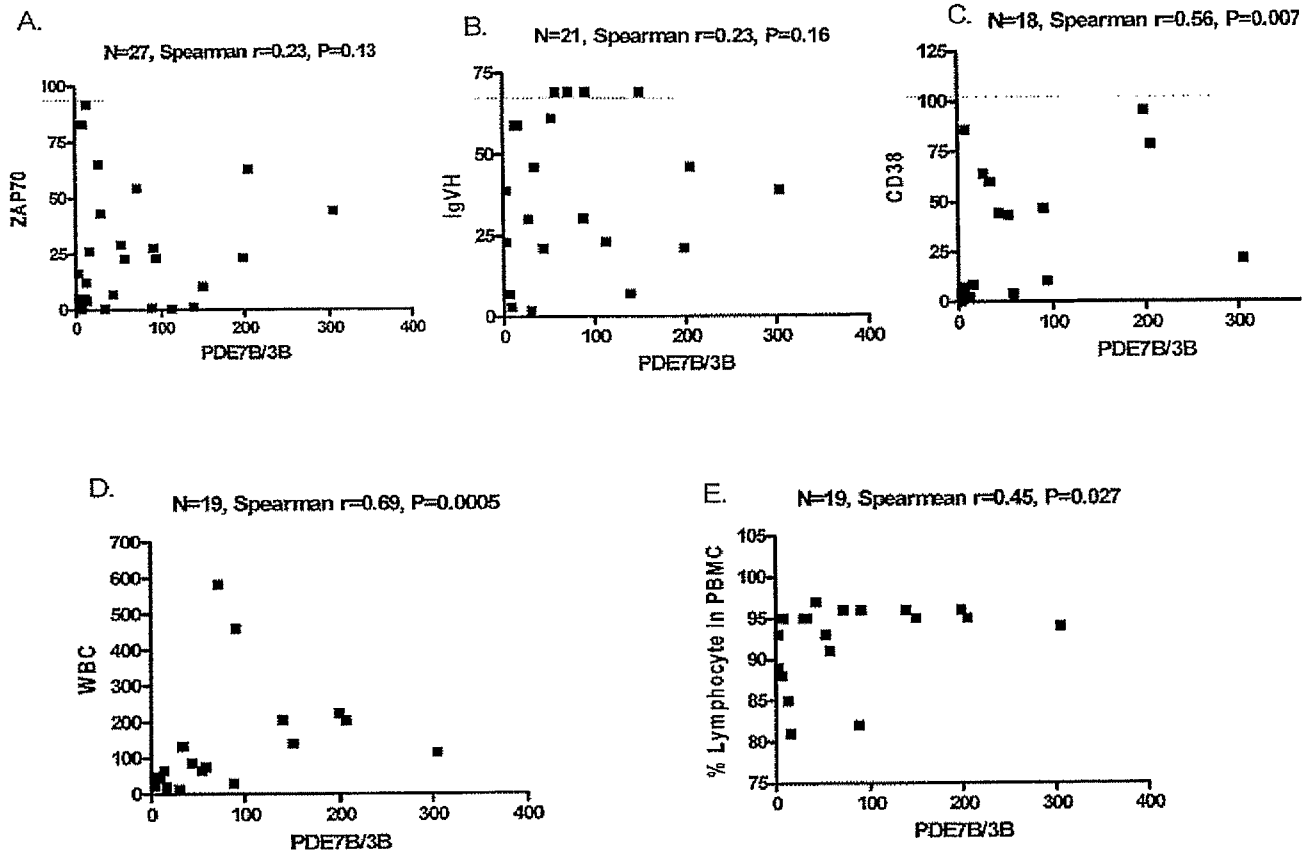 A.
N=27, Spearman r=0.23, P=0.13
100
75
50
25
0
ZAP70
0 100 200 300 400
PDE7B/3B
B.
N=21, Spearman r=0.23, P=0.16
75
50
25
0
IgVH
0 100 200 300 400
PDE7B/3B
C.
N=18, Spearman r=0.56, P=0.007
125
100
75
50
25
0
CD38
0 100 200 300
PDE7B/3B
D.
N=19, Spearman r=0.69, P=0.0005
700
600
500
400
300
200
100
0
WBC
0 100 200 300 400
PDE7B/3B
E.
N=19, Spearmean r=0.45, P=0.027
105
100
95
90
85
80
75
% Lymphocyte in PBMC
0 100 200 300 400
PDE7B/3B